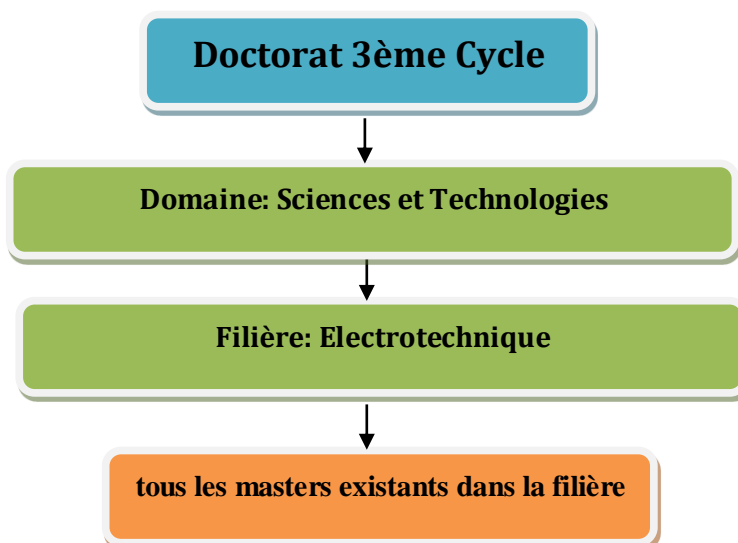 Doctorat 3ème Cycle
Domaine: Sciences et Technologies
Filière: Electrotechnique
tous les masters existants dans la filière